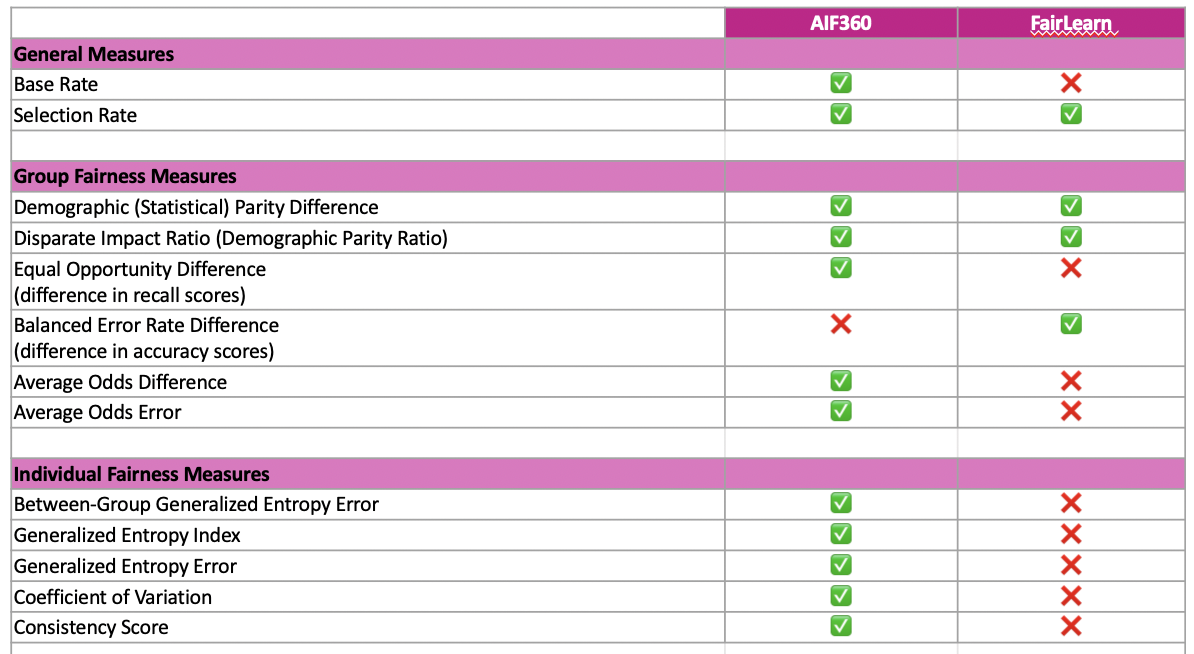 AIF360 FairLearn
General Measures
Base Rate ✅ ❌
Selection Rate ✅ ✅
Group Fairness Measures
Demographic (Statistical) Parity Difference ✅ ✅
Disparate Impact Ratio (Demographic Parity Ratio) ✅ ✅
Equal Opportunity Difference ✅ ❌
(difference in recall scores)
Balanced Error Rate Difference ❌ ✅
(difference in accuracy scores)
Average Odds Difference ✅ ❌
Average Odds Error ✅ ❌
Individual Fairness Measures
Between-Group Generalized Entropy Error ✅ ❌
Generalized Entropy Index ✅ ❌
Generalized Entropy Error ✅ ❌
Coefficient of Variation ✅ ❌
Consistency Score ✅ ❌